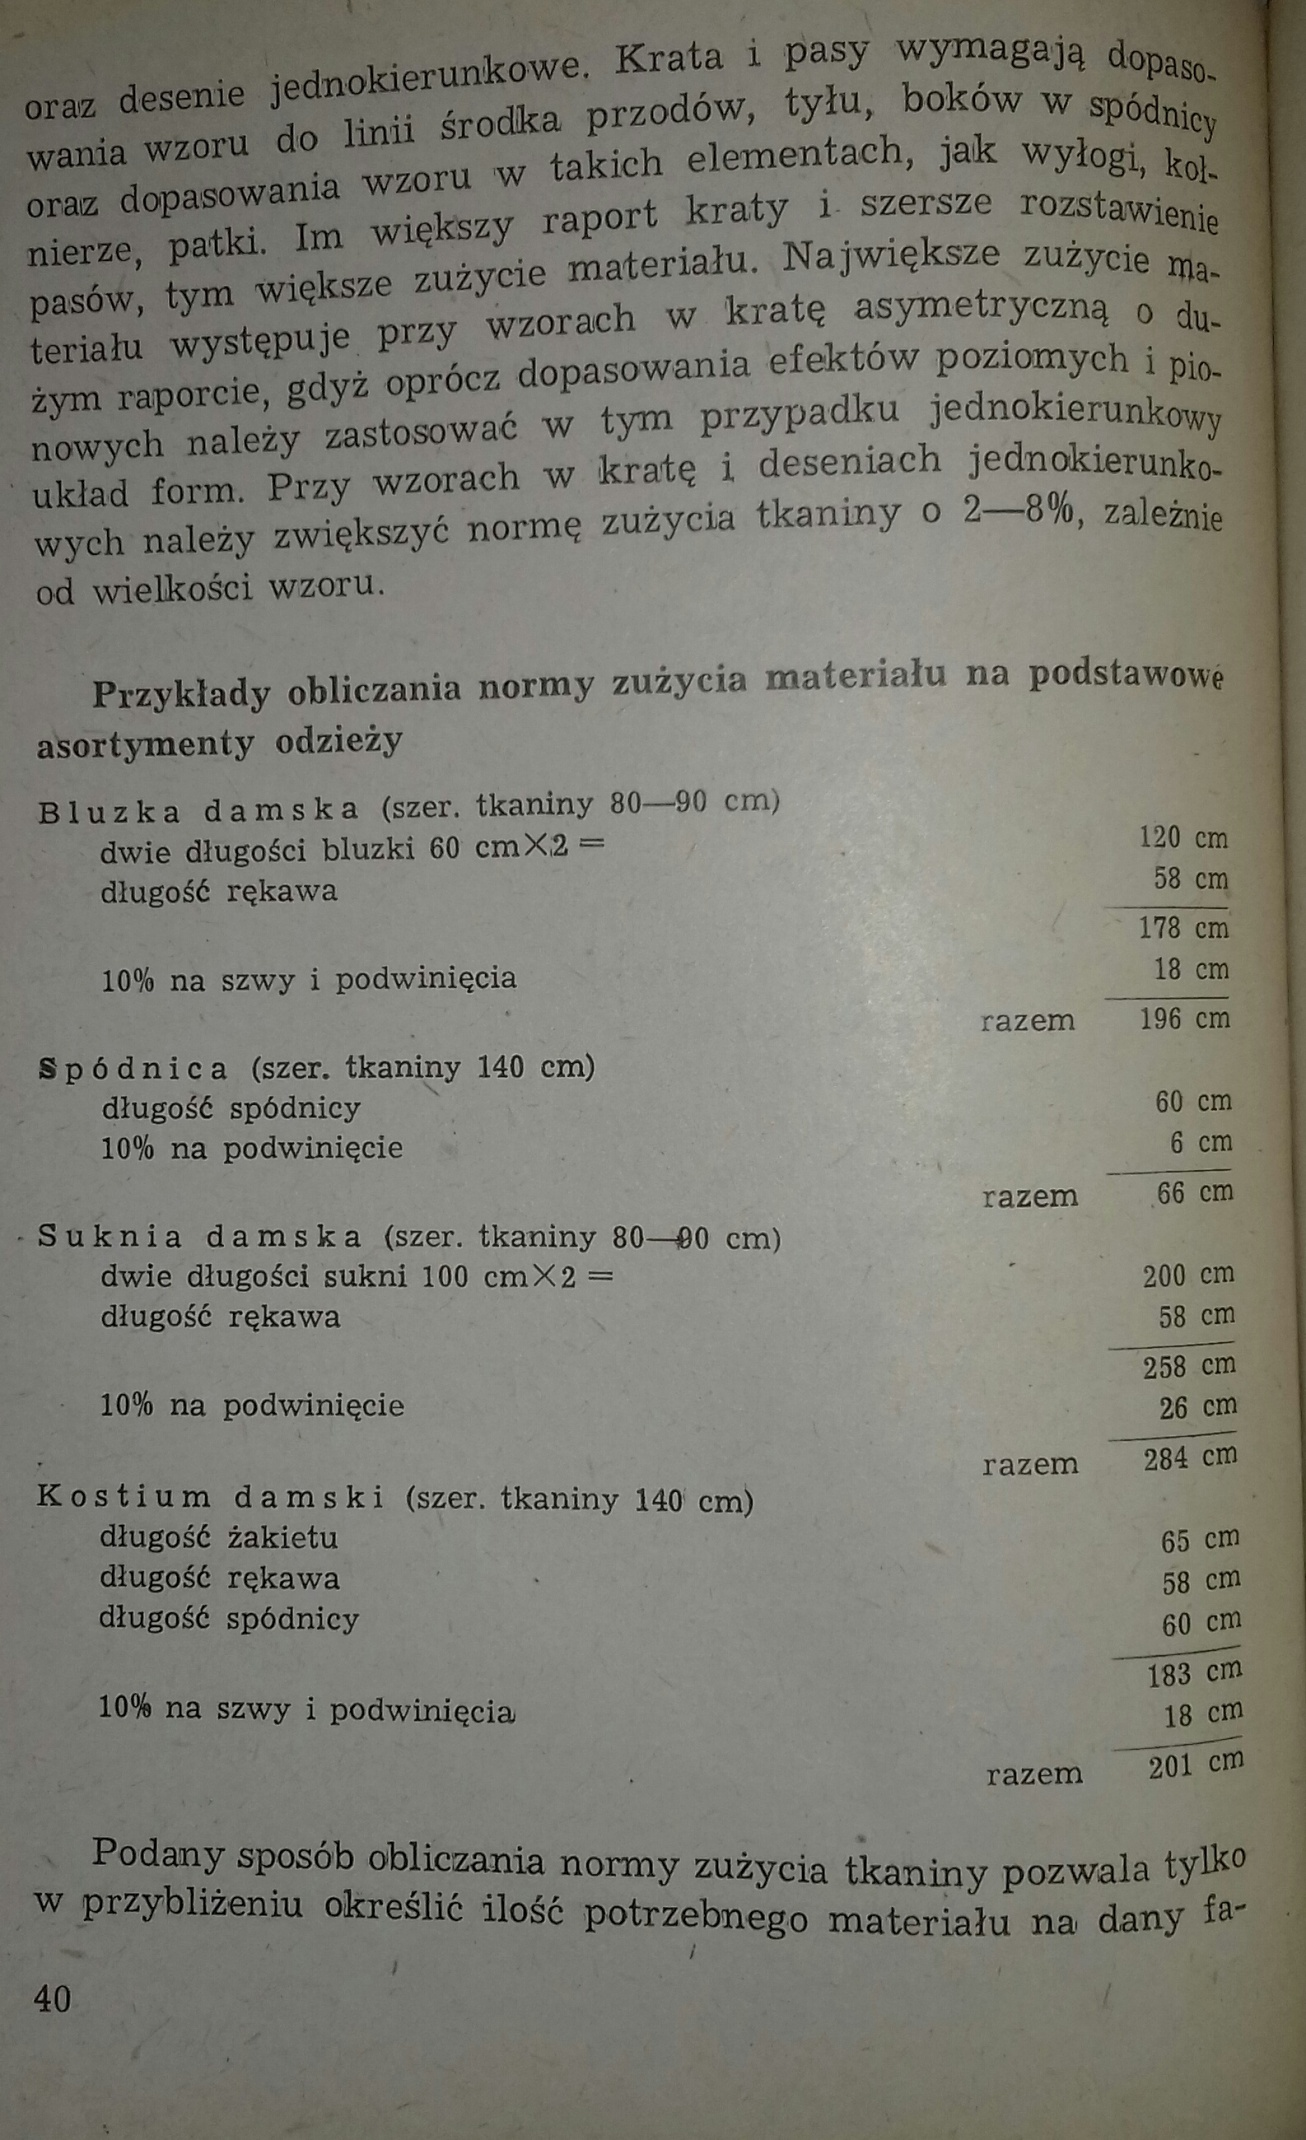 oraz desenie jednokierunkowe. Krata i pasy wymagają dopaso-
wania wzoru do linii środka przodów, tyłu, boków w spódnicy
oraz dopasowania wzoru w takich elementach, jak wyłogi, koł-
nierze, patki. Im większy raport kraty i szersze rozstawienie
pasów, tym większe zużycie materiału. Największe zużycie ma-
teriału występuje przy wzorach w kratę asymetryczną o du-
żym raporcie, gdyż oprócz dopasowania efektów poziomych i pio-
nowych należy zastosować w tym przypadku jednokierunkowy
układ form. Przy wzorach w kratę i deseniach jednokierunko-
wych należy zwiększyć normę zużycia tkaniny o 2—8%, zależnie
od wielkości wzoru.
Przykłady obliczania normy zużycia materiału na podstawowe
asortymenty odzieży
Bluzka damska (szer. tkaniny 80—90 cm)
dwie długości bluzki 60 cm×2 = 120 cm
długość rękawa 58 cm
178 cm
10% na szwy i podwinięcia 18 cm
razem 196 cm
Spódnica (szer. tkaniny 140 cm)
długość spódnicy 60 cm
10% na podwinięcie 6 cm
razem 66 cm
Suknia damska (szer. tkaniny 80—90 cm)
dwie długości sukni 100 cm×2 = 200 cm
długość rękawa 58 cm
258 cm
10% na podwinięcie 26 cm
razem 284 cm
Kostium damski (szer. tkaniny 140 cm)
długość żakietu 65 cm
długość rękawa 58 cm
długość spódnicy 60 cm
183 cm
10% na szwy i podwinięcia 18 cm
razem 201 cm
Podany sposób obliczania normy zużycia tkaniny pozwala tylko
w przybliżeniu określić ilość potrzebnego materiału na dany fa-
40